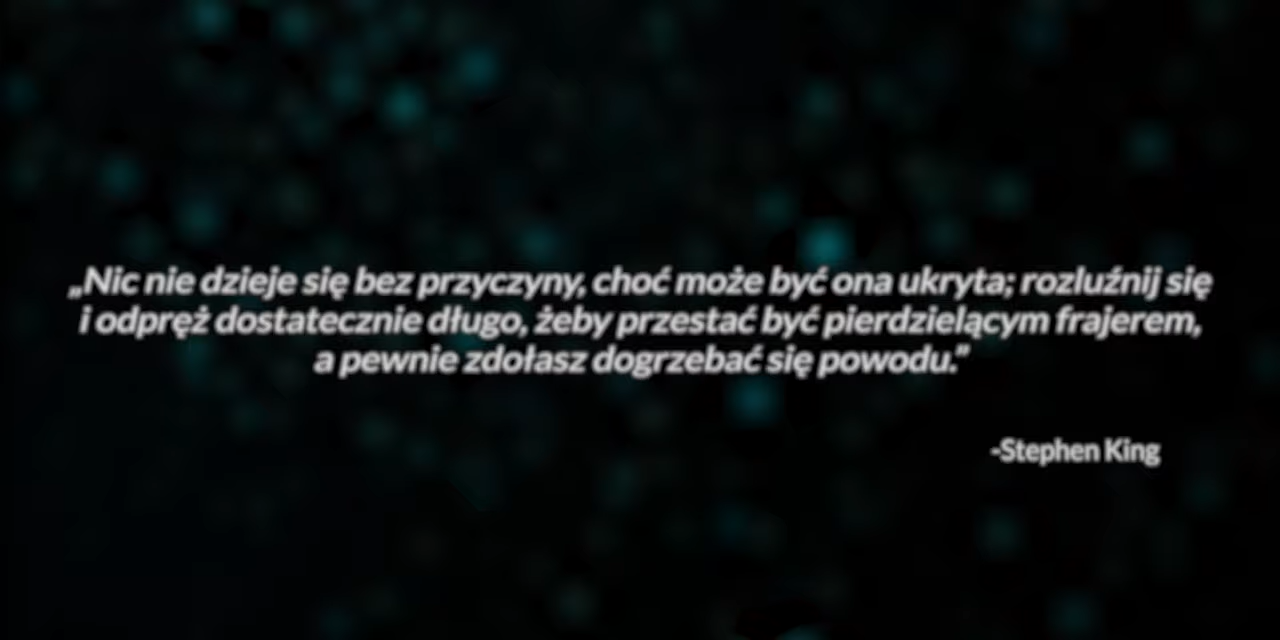 „Nic nie dzieje się bez przyczyny, choć może być ona ukryta; rozluźnij się
i odpręż dostatecznie długo, żeby przestać być pierdzielącym frajerem,
a pewnie zdołasz dogrzebać się powodu.”
-Stephen King